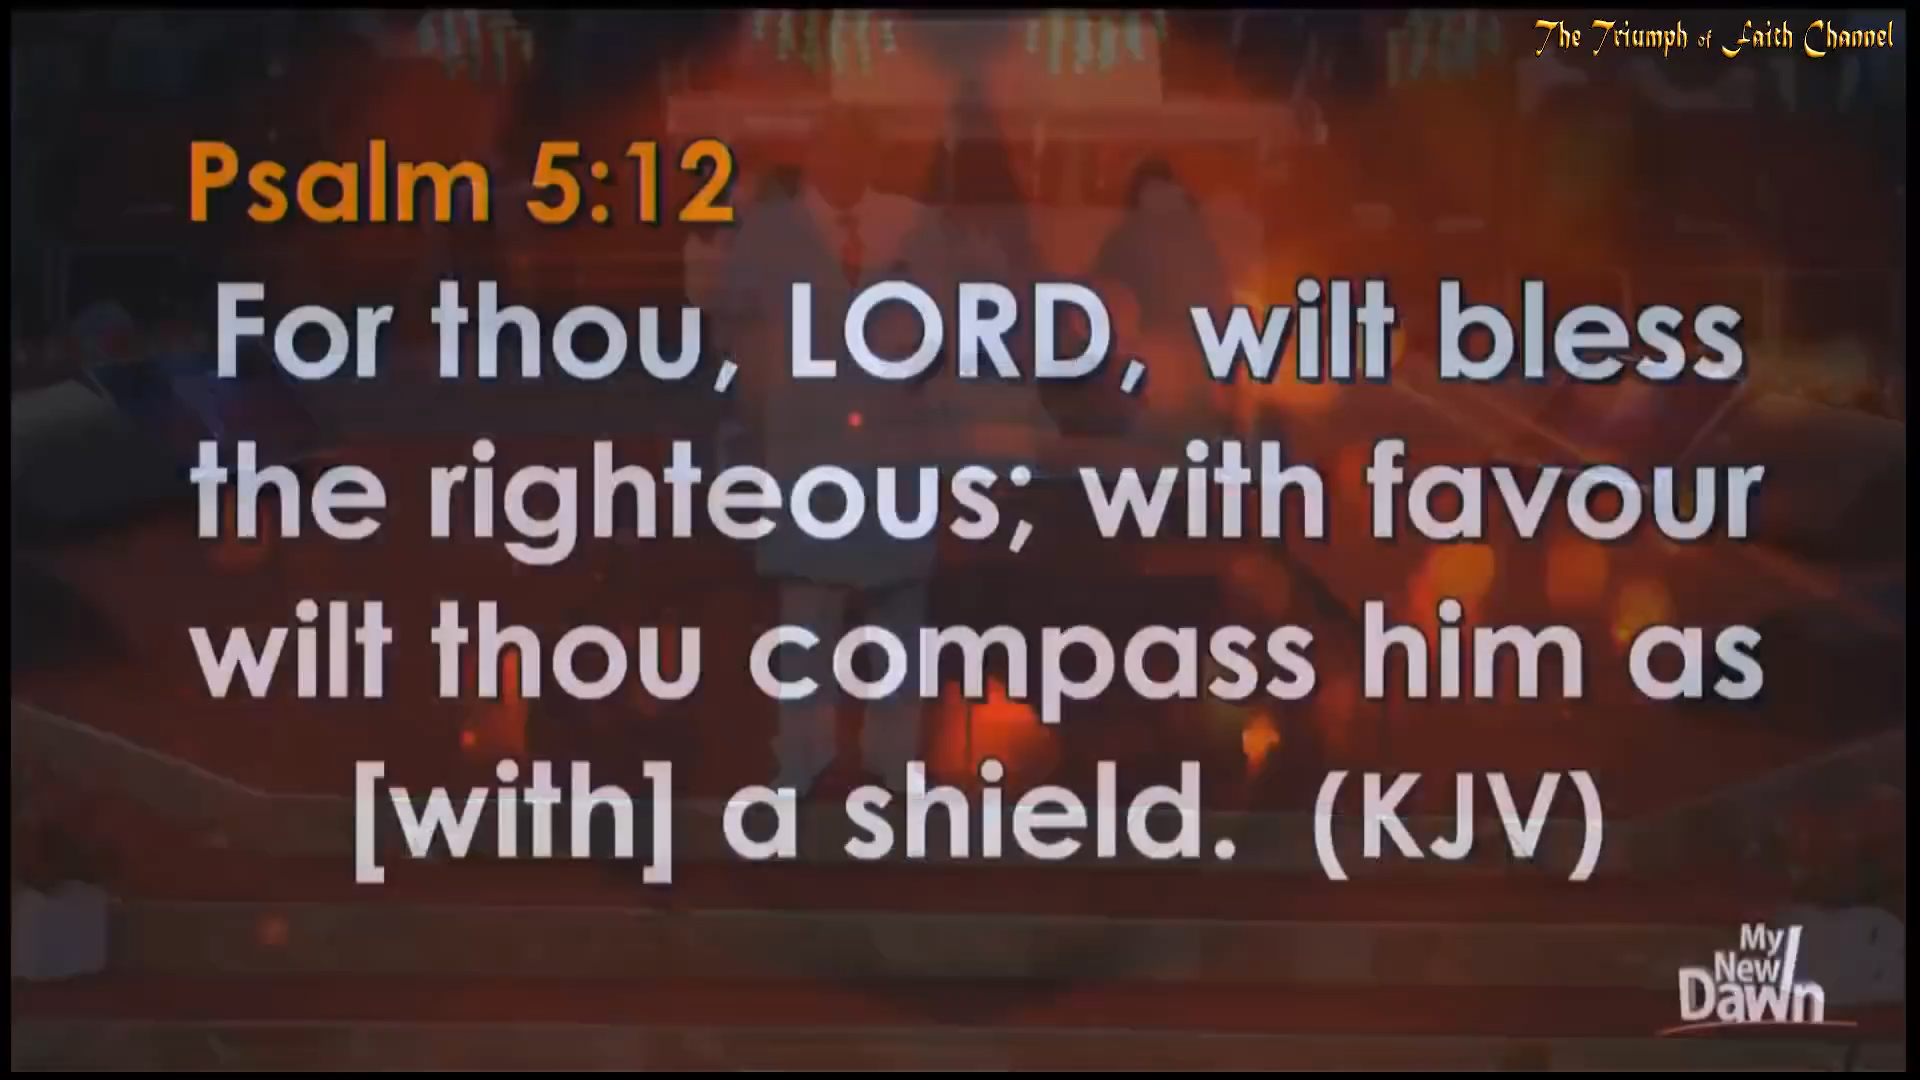 The Triumph of Faith Channel
Psalm 5:12
For thou, LORD, wilt bless
the righteous; with favour
wilt thou compass him as
[with] a shield. (KJV)
My
New
Dawn